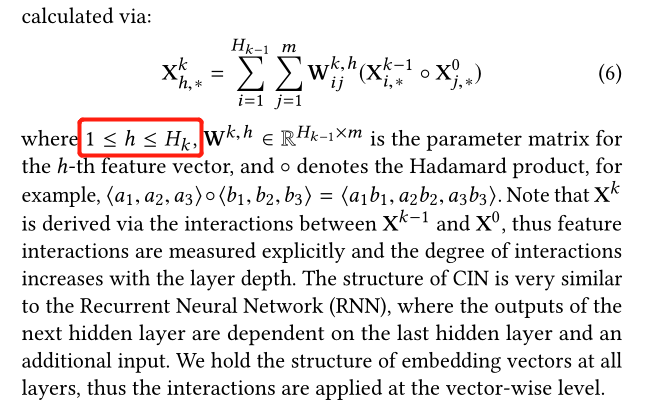 calculated via:
X^k_{h,*} = \sum_{i=1}^{H_{k-1}} \sum_{j=1}^{m} W^{k,h}_{ij} (X^{k-1}_{i,*} ∘ X^0_{j,*}) (6)
where 1 ≤ h ≤ H_k, W^{k,h} ∈ ℝ^{H_{k-1}×m} is the parameter matrix for
the h-th feature vector, and ∘ denotes the Hadamard product, for
example, ⟨a_1, a_2, a_3⟩∘⟨b_1, b_2, b_3⟩ = ⟨a_1b_1, a_2b_2, a_3b_3⟩. Note that X^k
is derived via the interactions between X^{k-1} and X^0, thus feature
interactions are measured explicitly and the degree of interactions
increases with the layer depth. The structure of CIN is very similar
to the Recurrent Neural Network (RNN), where the outputs of the
next hidden layer are dependent on the last hidden layer and an
additional input. We hold the structure of embedding vectors at all
layers, thus the interactions are applied at the vector-wise level.